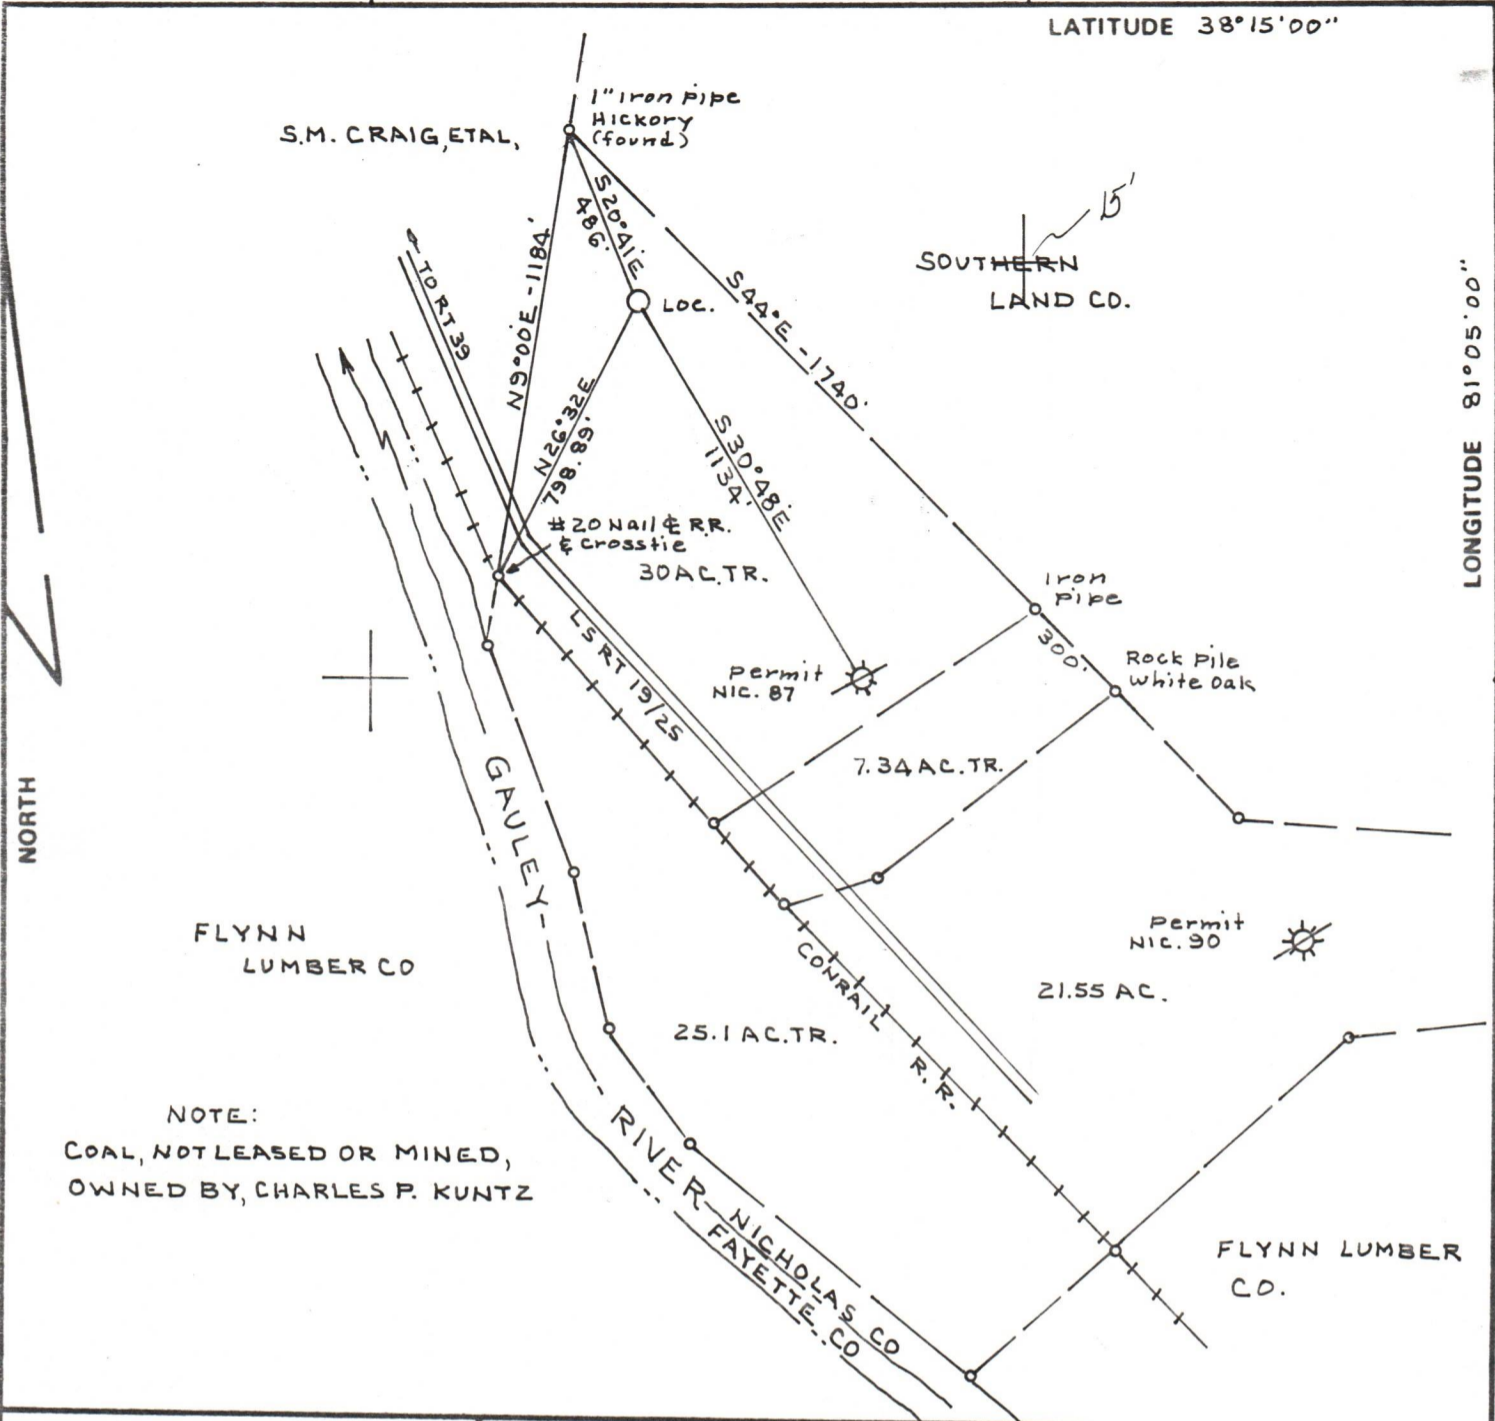 LATITUDE 38°15'00"
1" Iron pipe
Hickory
(found)
S.M. CRAIG, ETAL,
15'
SOUTHERN
LAND CO.
S20°41'E
486'
N9°00'E - 1184'
TO RT 39
LOC.
S44°E - 1740'
LONGITUDE 81°05'00"
N26°32'E
798.89'
S30°48'E
1134'
#20 Nail ℄ R.R.
& Crosstie
30 AC. TR.
Iron
pipe
300'
Rock Pile
White Oak
LS RT 19/25
permit
NIC. 87
7.34 AC. TR.
NORTH
GAULEY
RIVER
FLYNN
LUMBER CO
permit
NIC. 90
21.55 AC.
CONRAIL
R. R.
25.1 AC. TR.
NOTE:
COAL, NOT LEASED OR MINED,
OWNED BY, CHARLES P. KUNTZ
NICHOLAS CO
FAYETTE CO
FLYNN LUMBER
CO.